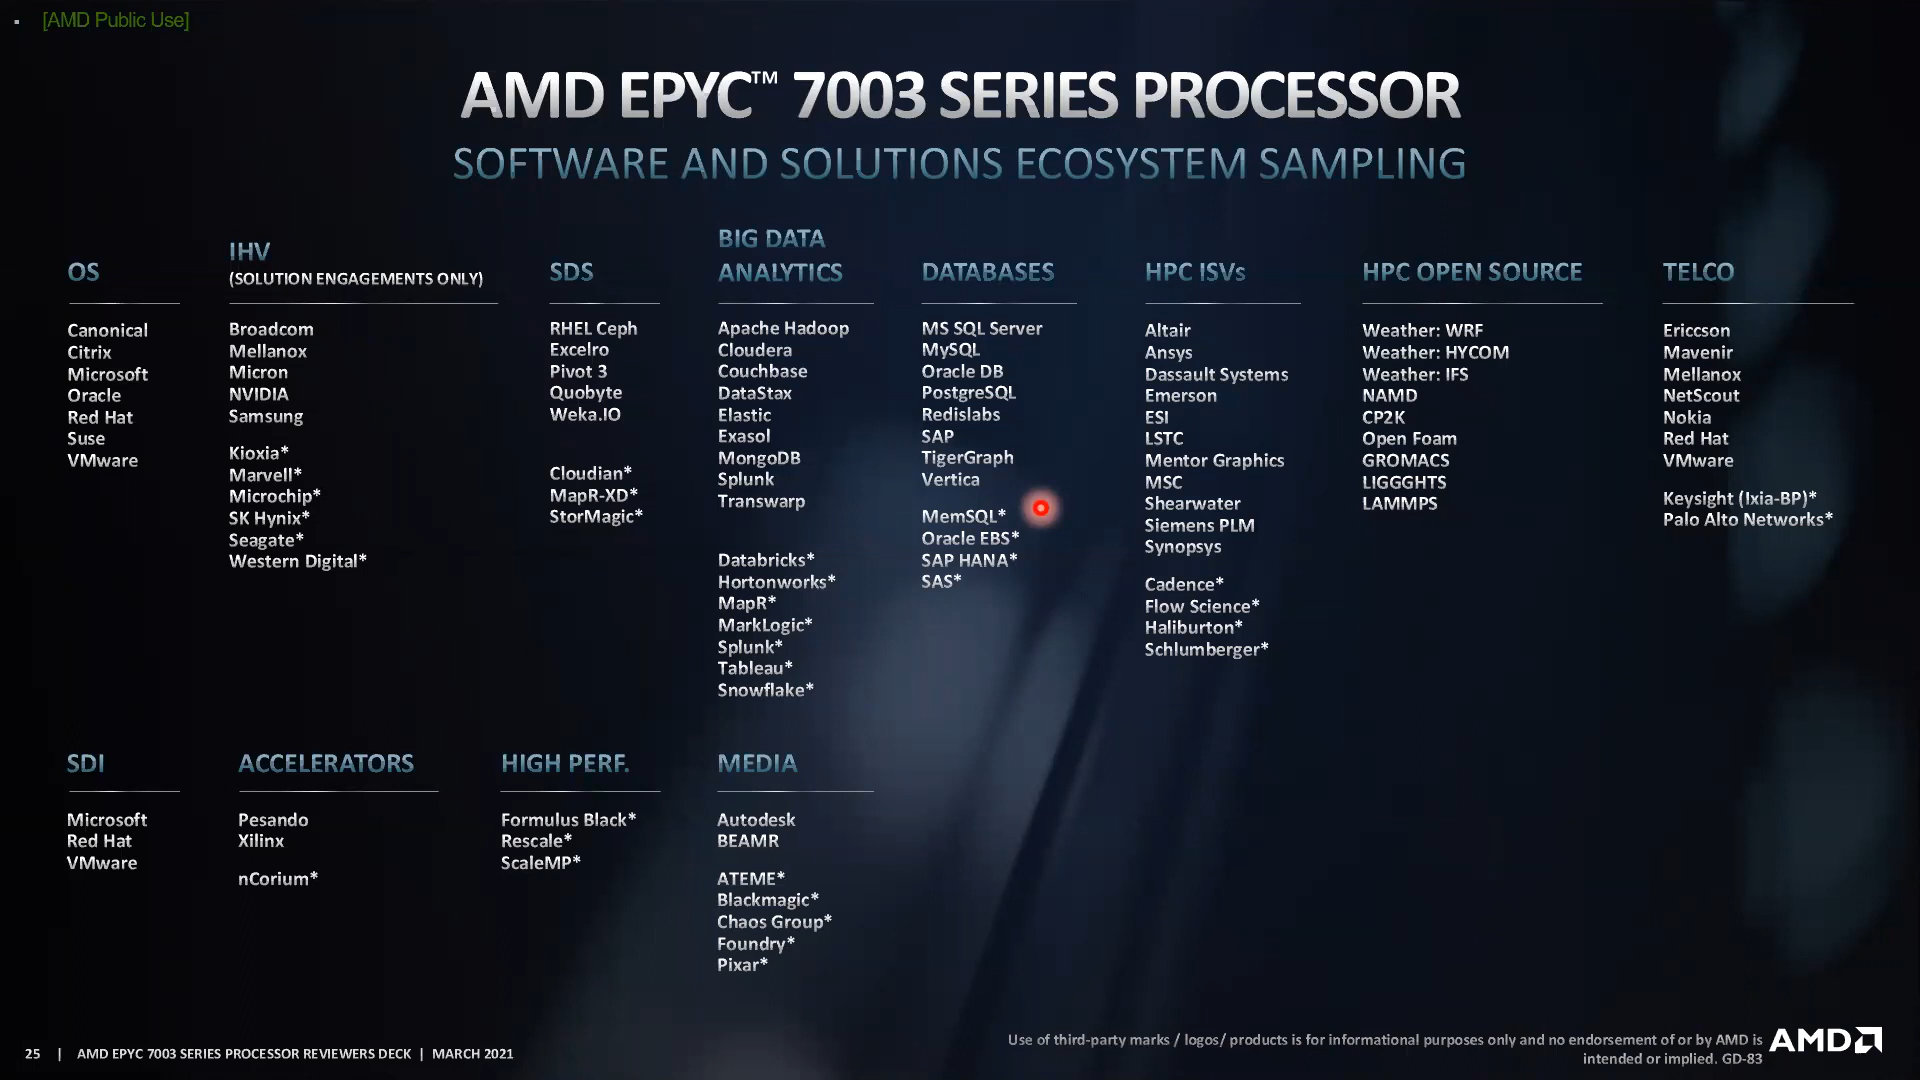 [AMD Public Use]
AMD EPYC™ 7003 SERIES PROCESSOR
SOFTWARE AND SOLUTIONS ECOSYSTEM SAMPLING
OS
Canonical
Citrix
Microsoft
Oracle
Red Hat
Suse
VMware
IHV
(SOLUTION ENGAGEMENTS ONLY)
Broadcom
Mellanox
Micron
NVIDIA
Samsung
Kioxia*
Marvell*
Microchip*
SK Hynix*
Seagate*
Western Digital*
SDS
RHEL Ceph
Excelro
Pivot 3
Quobyte
Weka.IO
Cloudian*
MapR-XD*
StorMagic*
BIG DATA
ANALYTICS
Apache Hadoop
Cloudera
Couchbase
DataStax
Elastic
Exasol
MongoDB
Splunk
Transwarp
Databricks*
Hortonworks*
MapR*
MarkLogic*
Splunk*
Tableau*
Snowflake*
DATABASES
MS SQL Server
MySQL
Oracle DB
PostgreSQL
Redislabs
SAP
TigerGraph
Vertica
MemSQL*
Oracle EBS*
SAP HANA*
SAS*
HPC ISVs
Altair
Ansys
Dassault Systems
Emerson
ESI
LSTC
Mentor Graphics
MSC
Shearwater
Siemens PLM
Synopsys
Cadence*
Flow Science*
Haliburton*
Schlumberger*
HPC OPEN SOURCE
Weather: WRF
Weather: HYCOM
Weather: IFS
NAMD
CP2K
Open Foam
GROMACS
LIGGGHTS
LAMMPS
TELCO
Ericcson
Mavenir
Mellanox
NetScout
Nokia
Red Hat
VMware
Keysight (Ixia-BP)*
Palo Alto Networks*
SDI
Microsoft
Red Hat
VMware
ACCELERATORS
Pesando
Xilinx
nCorium*
HIGH PERF.
Formulus Black*
Rescale*
ScaleMP*
MEDIA
Autodesk
BEAMR
ATEME*
Blackmagic*
Chaos Group*
Foundry*
Pixar*
25 | AMD EPYC 7003 SERIES PROCESSOR REVIEWERS DECK | MARCH 2021
Use of third-party marks / logos/ products is for informational purposes only and no endorsement of or by AMD is
intended or implied. GD-83
AMD